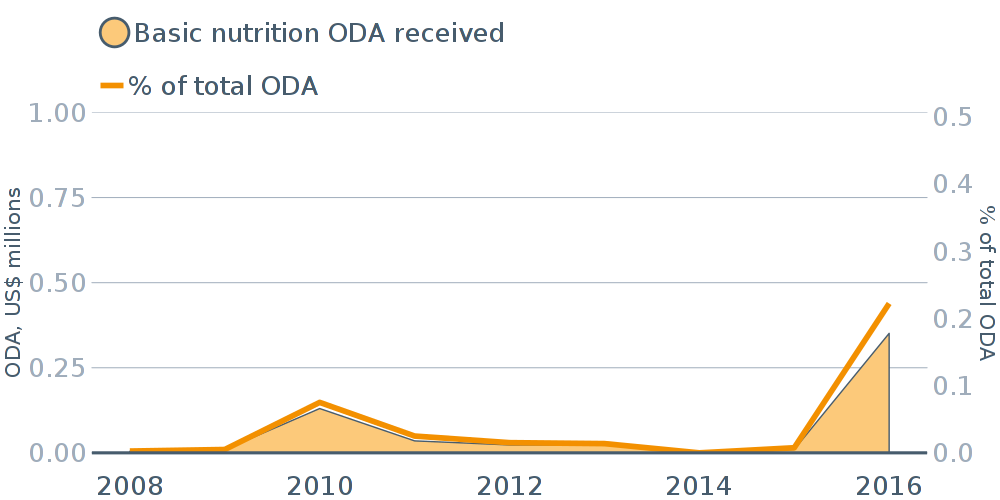 Basic nutrition ODA received
% of total ODA
1.00
0.75
0.50
0.25
0.00
ODA, US$ millions
0.5
0.4
0.3
0.2
0.1
0.0
% of total ODA
2008 2010 2012 2014 2016